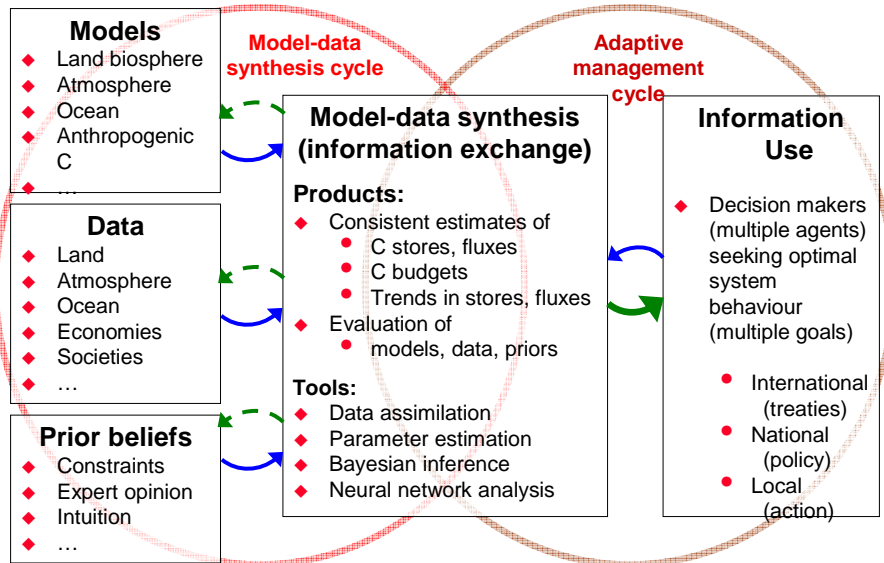 Models
Land biosphere
Atmosphere
Ocean
Anthropogenic
C
…
Data
Land
Atmosphere
Ocean
Economies
Societies
…
Prior beliefs
Constraints
Expert opinion
Intuition
…
Model-data
synthesis cycle
Model-data synthesis
(information exchange)
Products:
Consistent estimates of
C stores, fluxes
C budgets
Trends in stores, fluxes
Evaluation of
models, data, priors
Tools:
Data assimilation
Parameter estimation
Bayesian inference
Neural network analysis
Adaptive
management
cycle
Information
Use
Decision makers
(multiple agents)
seeking optimal
system
behaviour
(multiple goals)
International
(treaties)
National
(policy)
Local
(action)